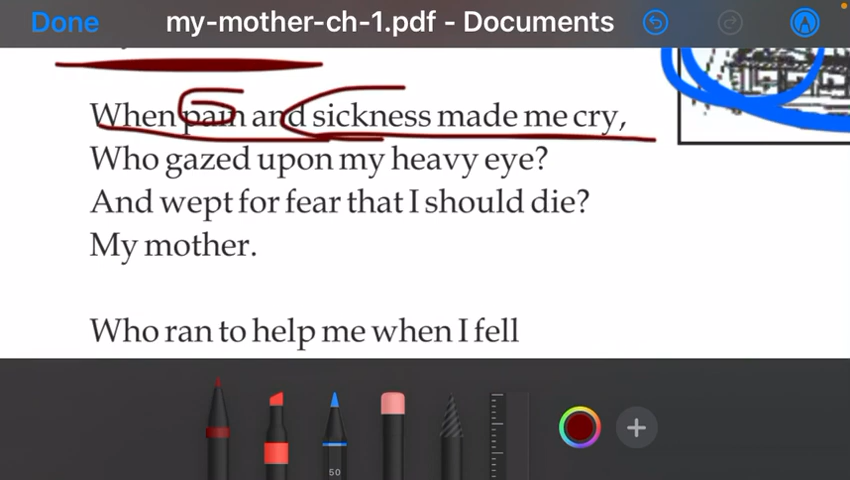 Done my-mother-ch-1.pdf - Documents
When pain and sickness made me cry,
Who gazed upon my heavy eye?
And wept for fear that I should die?
My mother.
Who ran to help me when I fell
50